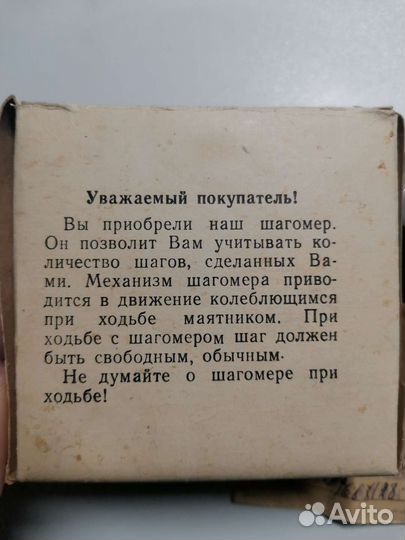 Уважаемый покупатель!
Вы приобрели наш шагомер.
Он позволит Вам учитывать ко-
личество шагов, сделанных Ва-
ми. Механизм шагомера приво-
дится в движение колеблющимся
при ходьбе маятником. При
ходьбе с шагомером шаг должен
быть свободным, обычным.
Не думайте о шагомере при
ходьбе!
Avito